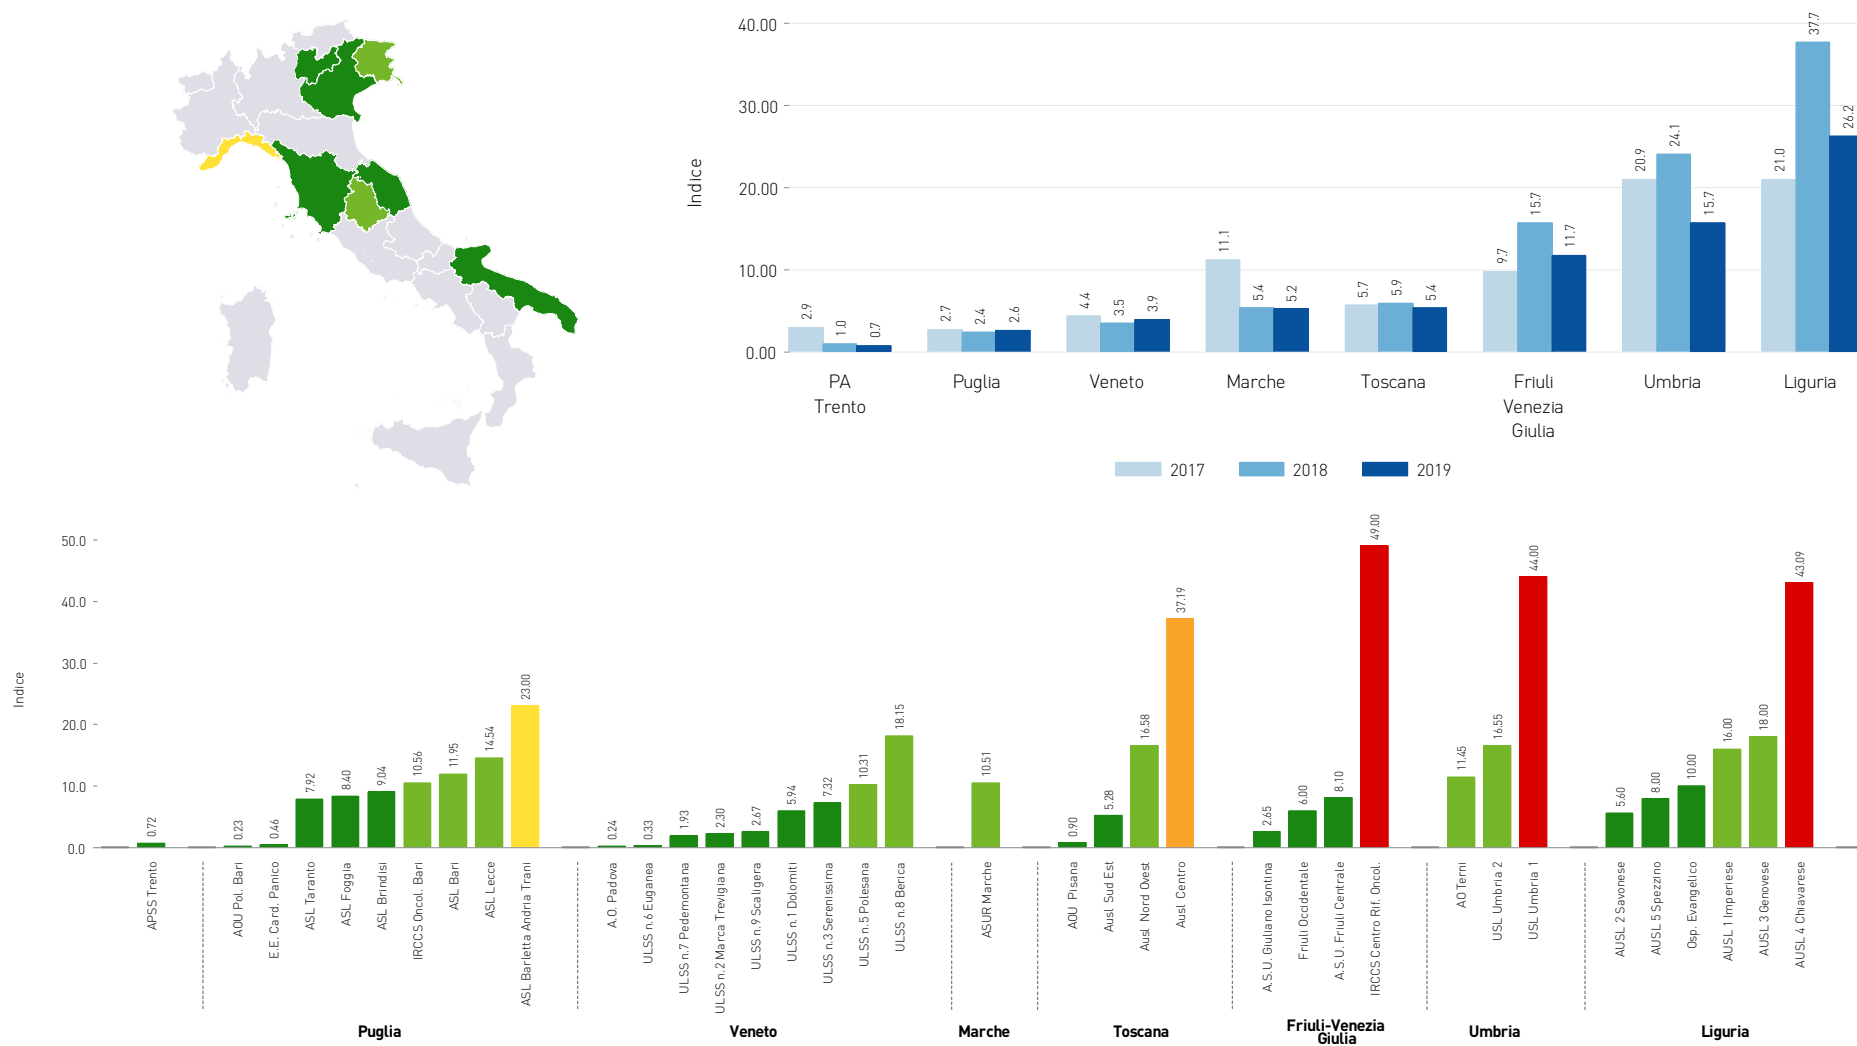 40.00
30.00
20.00
10.00
0.00
Indice
2.9
1.0
0.7
2.7
2.4
2.6
4.4
3.5
3.9
11.1
5.4
5.2
5.7
5.9
5.4
9.7
15.7
11.7
20.9
24.1
15.7
21.0
37.7
26.2
PA
Trento
Puglia
Veneto
Marche
Toscana
Friuli
Venezia
Giulia
Umbria
Liguria
2017
2018
2019
50.0
40.0
30.0
20.0
10.0
0.0
Indice
0.72
0.23
0.46
7.92
8.40
9.04
10.56
11.95
14.54
23.00
0.24
0.33
1.93
2.30
2.67
5.94
7.32
10.31
18.15
10.51
0.90
5.28
16.58
37.19
2.65
6.00
8.10
49.00
11.45
16.55
44.00
5.60
8.00
10.00
16.00
18.00
43.09
APSS Trento
AOU Pol. Bari
E.E. Card. Panico
ASL Taranto
ASL Foggia
ASL Brindisi
IRCCS Oncol. Bari
ASL Bari
ASL Lecce
ASL Barletta Andria Trani
A.O. Padova
ULSS n.6 Euganea
ULSS n.7 Pedemontana
ULSS n.2 Marca Trevigiana
ULSS n.9 Scaligera
ULSS n.1 Dolomiti
ULSS n.3 Serenissima
ULSS n.5 Polesana
ULSS n.8 Berica
ASUR Marche
AOU Pisana
Ausl Sud Est
Ausl Nord Ovest
Ausl Centro
A.S.U. Giuliano Isontina
Friuli Occidentale
A.S.U. Friuli Centrale
IRCCS Centro Rif. Oncol.
AO Terni
USL Umbria 2
USL Umbria 1
AUSL 2 Savonese
AUSL 5 Spezzino
Osp. Evangelico
AUSL 1 Imperiese
AUSL 3 Genovese
AUSL 4 Chiavarese
Puglia
Veneto
Marche
Toscana
Friuli-Venezia
Giulia
Umbria
Liguria